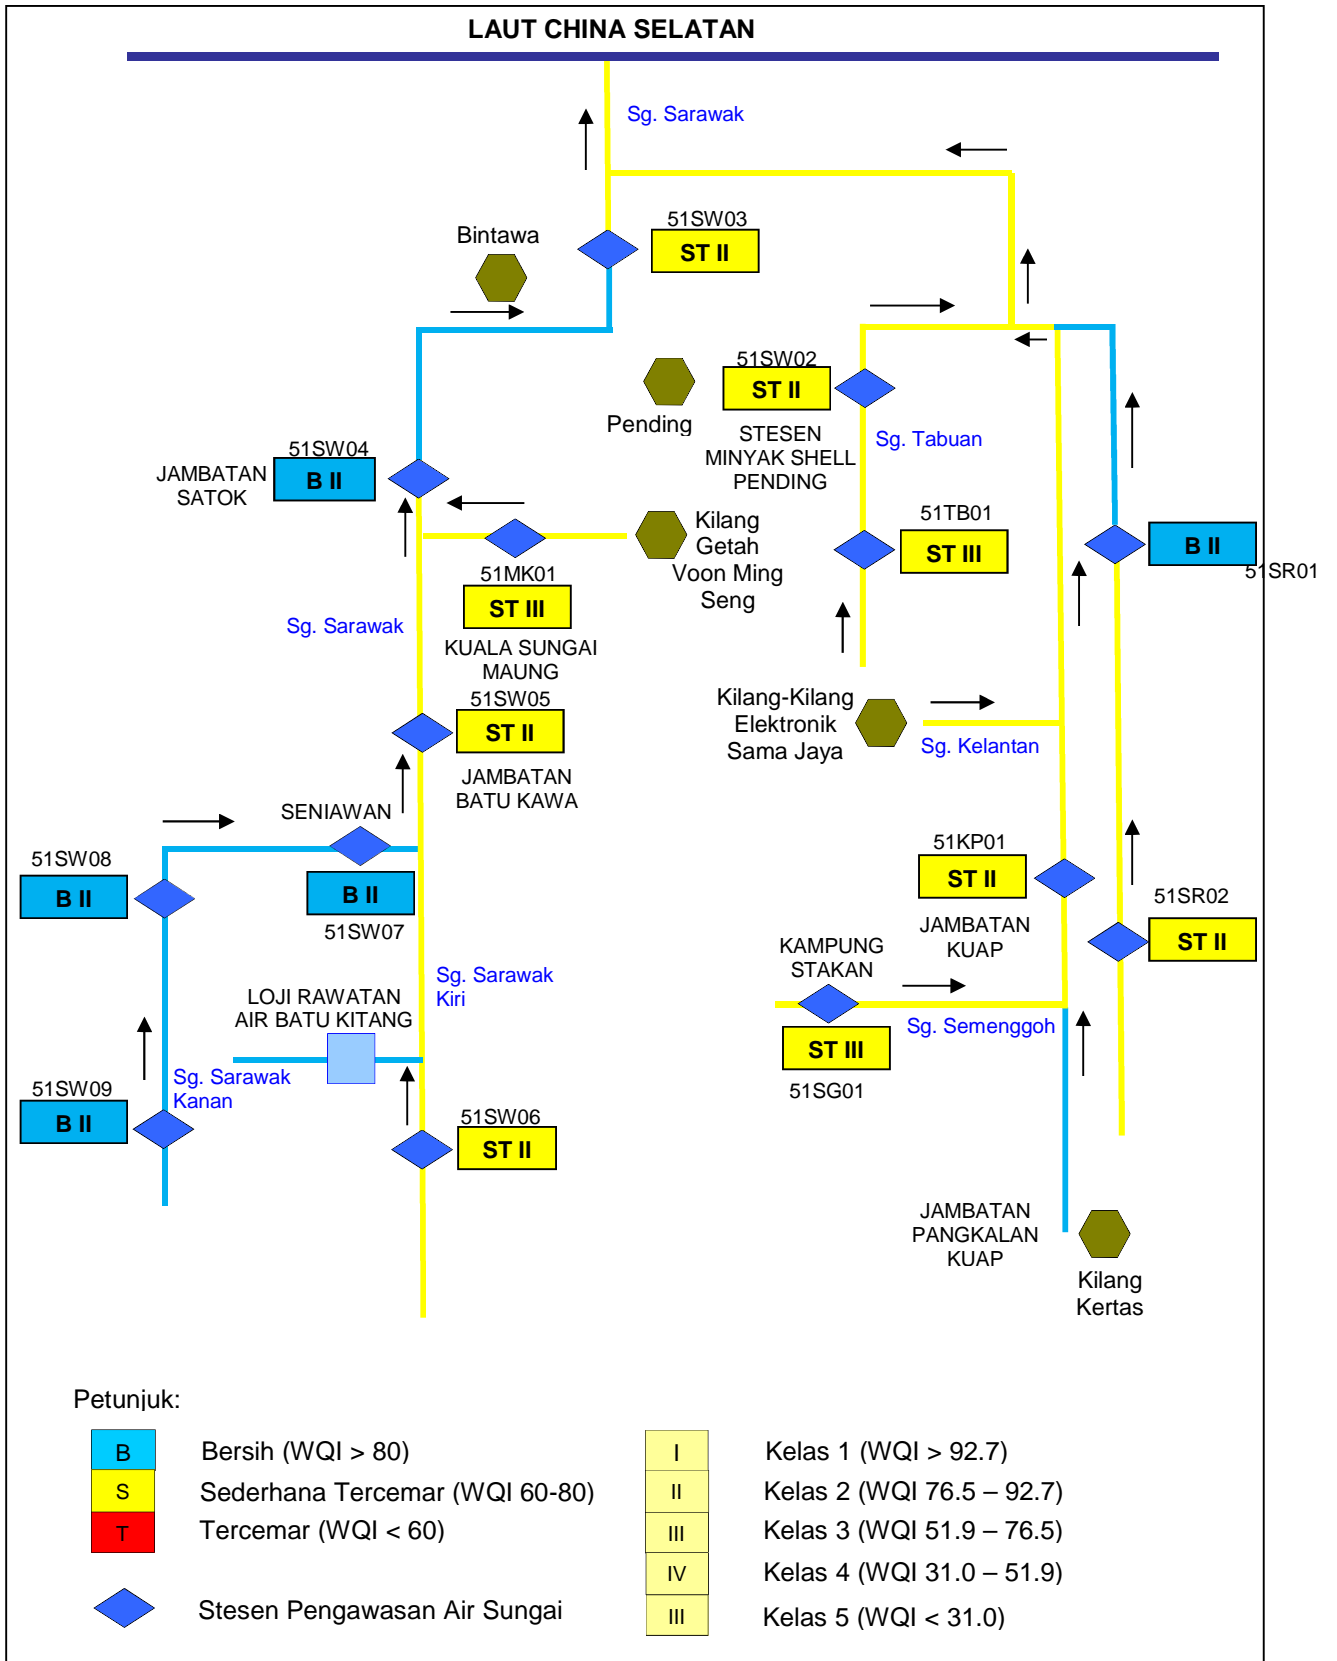 LAUT CHINA SELATAN
Sg. Sarawak
51SW03
ST II
Bintawa
51SW02
ST II
STESEN
MINYAK SHELL
PENDING
Pending
Sg. Tabuan
51SW04
B II
JAMBATAN
SATOK
Kilang
Getah
Voon Ming
Seng
51TB01
ST III
B II
51SR01
51MK01
ST III
KUALA SUNGAI
MAUNG
Sg. Sarawak
51SW05
ST II
JAMBATAN
BATU KAWA
Kilang-Kilang
Elektronik
Sama Jaya
Sg. Kelantan
SENIAWAN
51SW08
B II
B II
51SW07
51KP01
ST II
JAMBATAN
KUAP
51SR02
ST II
KAMPUNG
STAKAN
Sg. Semenggoh
ST III
51SG01
Sg. Sarawak
Kiri
LOJI RAWATAN
AIR BATU KITANG
Sg. Sarawak
Kanan
51SW09
B II
51SW06
ST II
JAMBATAN
PANGKALAN
KUAP
Kilang
Kertas
Petunjuk:
B Bersih (WQI > 80)
S Sederhana Tercemar (WQI 60-80)
T Tercemar (WQI < 60)
Stesen Pengawasan Air Sungai
I Kelas 1 (WQI > 92.7)
II Kelas 2 (WQI 76.5 – 92.7)
III Kelas 3 (WQI 51.9 – 76.5)
IV Kelas 4 (WQI 31.0 – 51.9)
III Kelas 5 (WQI < 31.0)